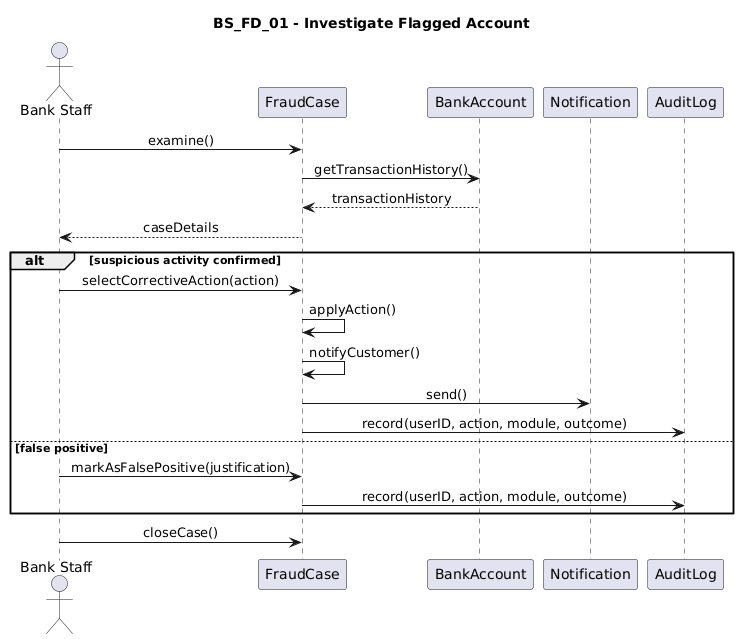 BS_FD_01 - Investigate Flagged Account
Bank Staff
FraudCase
BankAccount
Notification
AuditLog
examine()
getTransactionHistory()
transactionHistory
caseDetails
alt [suspicious activity confirmed]
selectCorrectiveAction(action)
applyAction()
notifyCustomer()
send()
record(userID, action, module, outcome)
[false positive]
markAsFalsePositive(justification)
record(userID, action, module, outcome)
closeCase()
Bank Staff
FraudCase
BankAccount
Notification
AuditLog